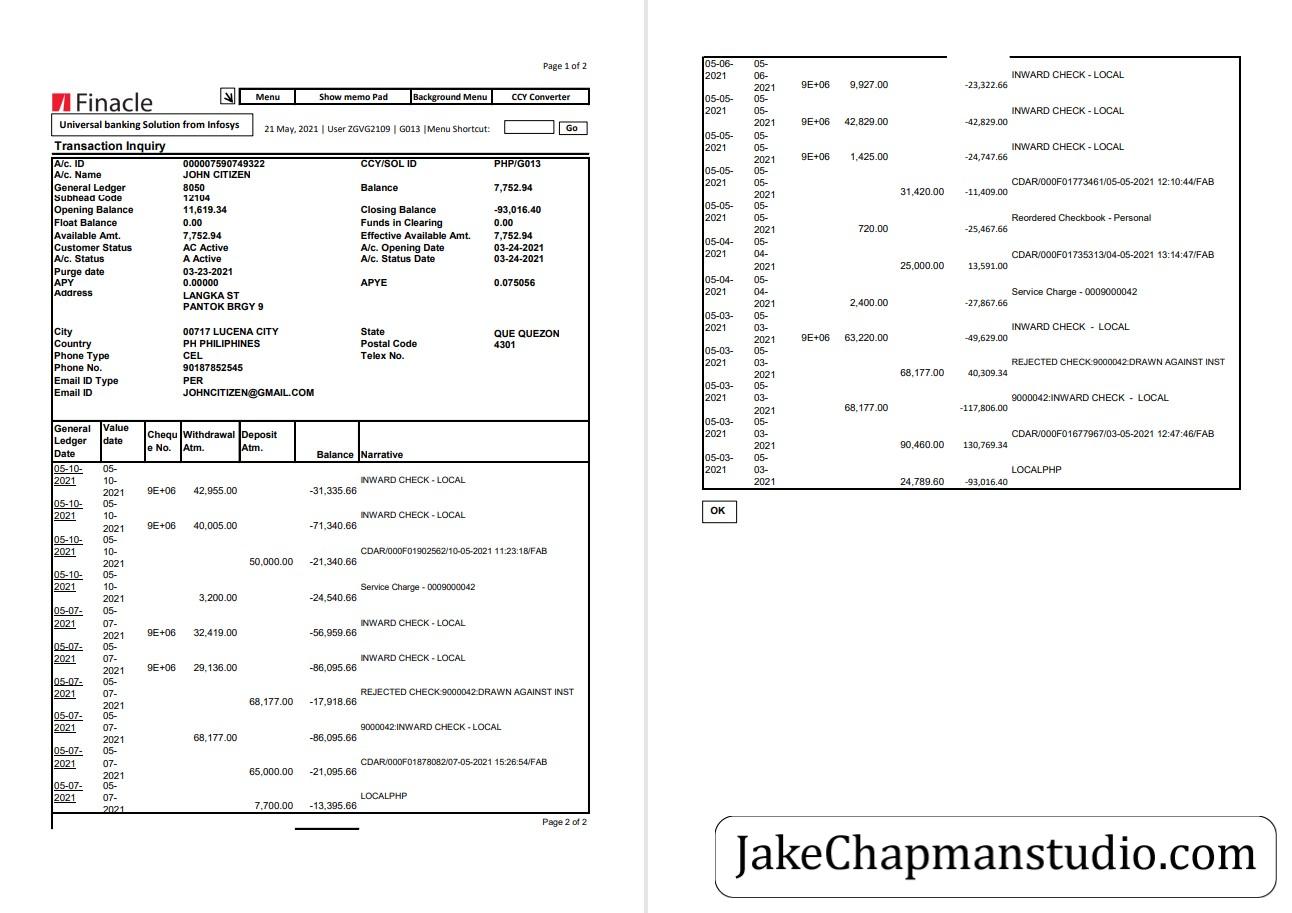 Page 1 of 2
Finacle
Menu Show memo Pad Background Menu CCY Converter
Universal banking Solution from Infosys
21 May, 2021 | User ZGVG2109 | G013 |Menu Shortcut: Go
Transaction Inquiry
A/c. ID 000007590749322 CCY/SOL ID PHP/G013
A/c. Name JOHN CITIZEN
General Ledger 8050 Balance 7,752.94
Subhead Code 12104
Opening Balance 11,619.34 Closing Balance -93,016.40
Float Balance 0.00 Funds in Clearing 0.00
Available Amt. 7,752.94 Effective Available Amt. 7,752.94
Customer Status AC Active A/c. Opening Date 03-24-2021
A/c. Status A Active A/c. Status Date 03-24-2021
Purge date 03-23-2021
APY 0.00000 APYE 0.075056
Address LANGKA ST
PANTOK BRGY 9
City 00717 LUCENA CITY State QUE QUEZON
Country PH PHILIPHINES Postal Code 4301
Phone Type CEL Telex No.
Phone No. 90187852545
Email ID Type PER
Email ID JOHNCITIZEN@GMAIL.COM
General Value
Ledger date Chequ Withdrawal Deposit
Date e No. Atm. Atm. Balance Narrative
05-10- 05-
2021 10- INWARD CHECK - LOCAL
2021 9E+06 42,955.00 -31,335.66
05-10- 05-
2021 10- INWARD CHECK - LOCAL
2021 9E+06 40,005.00 -71,340.66
05-10- 05-
2021 10- CDAR/000F01902562/10-05-2021 11:23:18/FAB
2021 50,000.00 -21,340.66
05-10- 05-
2021 10- Service Charge - 0009000042
2021 3,200.00 -24,540.66
05-07- 05-
2021 07- INWARD CHECK - LOCAL
2021 9E+06 32,419.00 -56,959.66
05-07- 05-
2021 07- INWARD CHECK - LOCAL
2021 9E+06 29,136.00 -86,095.66
05-07- 05-
2021 07- REJECTED CHECK:9000042:DRAWN AGAINST INST
2021 68,177.00 -17,918.66
05-07- 05-
2021 07- 9000042:INWARD CHECK - LOCAL
2021 68,177.00 -86,095.66
05-07- 05-
2021 07- CDAR/000F01878082/07-05-2021 15:26:54/FAB
2021 65,000.00 -21,095.66
05-07- 05-
2021 07- LOCALPHP
2021 7,700.00 -13,395.66
Page 2 of 2
05-06- 05-
2021 06- INWARD CHECK - LOCAL
2021 9E+06 9,927.00 -23,322.66
05-05- 05-
2021 05- INWARD CHECK - LOCAL
2021 9E+06 42,829.00 -42,829.00
05-05- 05-
2021 05- INWARD CHECK - LOCAL
2021 9E+06 1,425.00 -24,747.66
05-05- 05-
2021 05- CDAR/000F01773461/05-05-2021 12:10:44/FAB
2021 31,420.00 -11,409.00
05-05- 05-
2021 05- Reordered Checkbook - Personal
2021 720.00 -25,467.66
05-04- 05-
2021 04- CDAR/000F01735313/04-05-2021 13:14:47/FAB
2021 25,000.00 13,591.00
05-04- 05-
2021 04- Service Charge - 0009000042
2021 2,400.00 -27,867.66
05-03- 05-
2021 03- INWARD CHECK - LOCAL
2021 9E+06 63,220.00 -49,629.00
05-03- 05-
2021 03- REJECTED CHECK:9000042:DRAWN AGAINST INST
2021 68,177.00 40,309.34
05-03- 05-
2021 03- 9000042:INWARD CHECK - LOCAL
2021 68,177.00 -117,806.00
05-03- 05-
2021 03- CDAR/000F01677967/03-05-2021 12:47:46/FAB
2021 90,460.00 130,769.34
05-03- 05-
2021 03- LOCALPHP
2021 24,789.60 -93,016.40
OK
JakeChapmanstudio.com